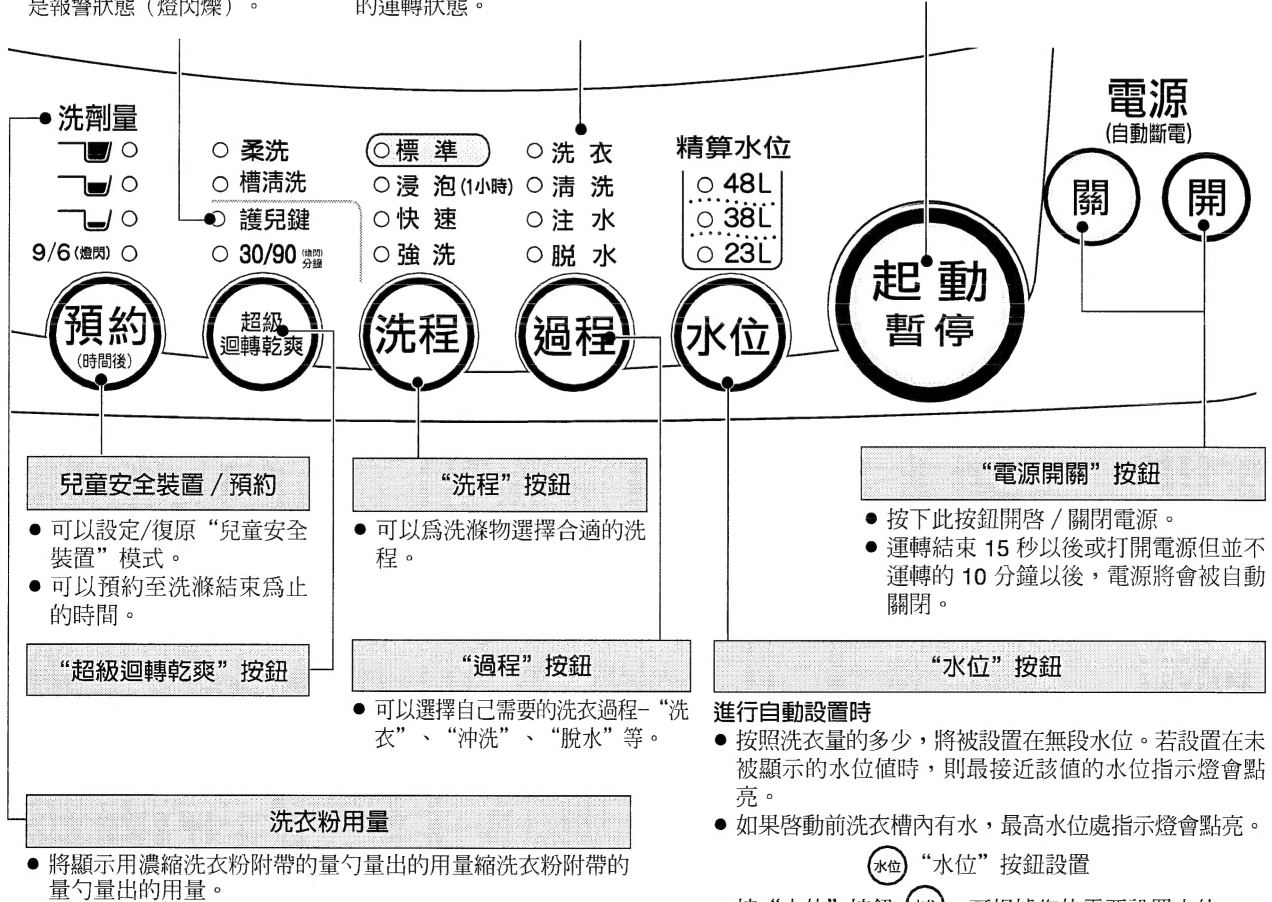 是報警狀態（燈閃爍）。
的運轉狀態。
洗劑量
9/6(燈閃)
預約
(時間後)
柔洗
槽清洗
護兒鍵
30/90 (燈閃)分鐘
超級
迴轉乾爽
標 準
浸 泡(1小時)
快 速
強 洗
洗程
洗 衣
清 洗
注 水
脱 水
過程
精算水位
48L
38L
23L
水位
起動
暫停
電源
(自動斷電)
關
開
兒童安全裝置 / 預約
● 可以設定/復原“兒童安全
裝置”模式。
● 可以預約至洗滌結束爲止
的時間。
“超級迴轉乾爽”按鈕
“洗程”按鈕
● 可以爲洗滌物選擇合適的洗
程。
“過程”按鈕
● 可以選擇自己需要的洗衣過程–“洗
衣”、“沖洗”、“脫水”等。
洗衣粉用量
● 將顯示用濃縮洗衣粉附帶的量勺量出的用量縮洗衣粉附帶的
量勺量出的用量。
“電源開關”按鈕
● 按下此按鈕開啓 / 關閉電源。
● 運轉結束 15 秒以後或打開電源但並不
運轉的 10 分鐘以後，電源將會被自動
關閉。
“水位”按鈕
進行自動設置時
● 按照洗衣量的多少，將被設置在無段水位。若設置在未
被顯示的水位值時，則最接近該值的水位指示燈會點
亮。
● 如果啓動前洗衣槽內有水，最高水位處指示燈會點亮。
水位 “水位”按鈕設置